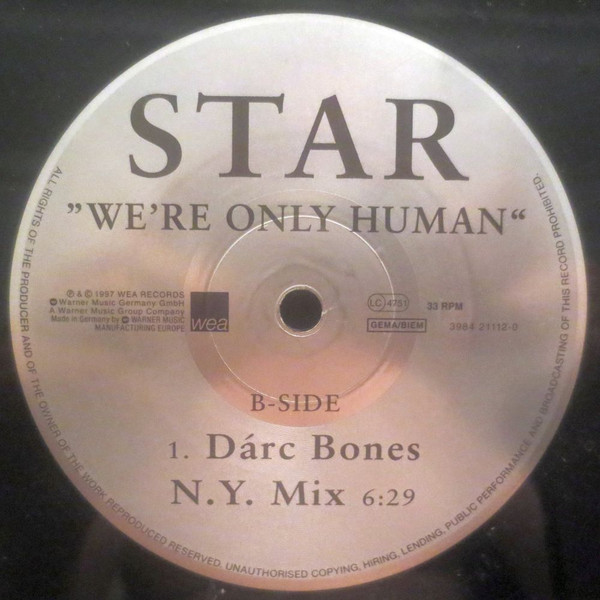 STAR
”WE’RE ONLY HUMAN“
℗ & © 1997 WEA RECORDS
Warner Music Germany GmbH
A Warner Music Group Company
Made in Germany by WARNER MUSIC
MANUFACTURING EUROPE
wea
LC 4751
GEMA/BIEM
33 RPM
3984 21112-0
B-SIDE
1. Dárc Bones
N.Y. Mix 6:29
ALL RIGHTS OF THE PRODUCER AND OF THE OWNER OF THE WORK REPRODUCED RESERVED. UNAUTHORISED COPYING, HIRING, LENDING, PUBLIC PERFORMANCE AND BROADCASTING OF THIS RECORD PROHIBITED.